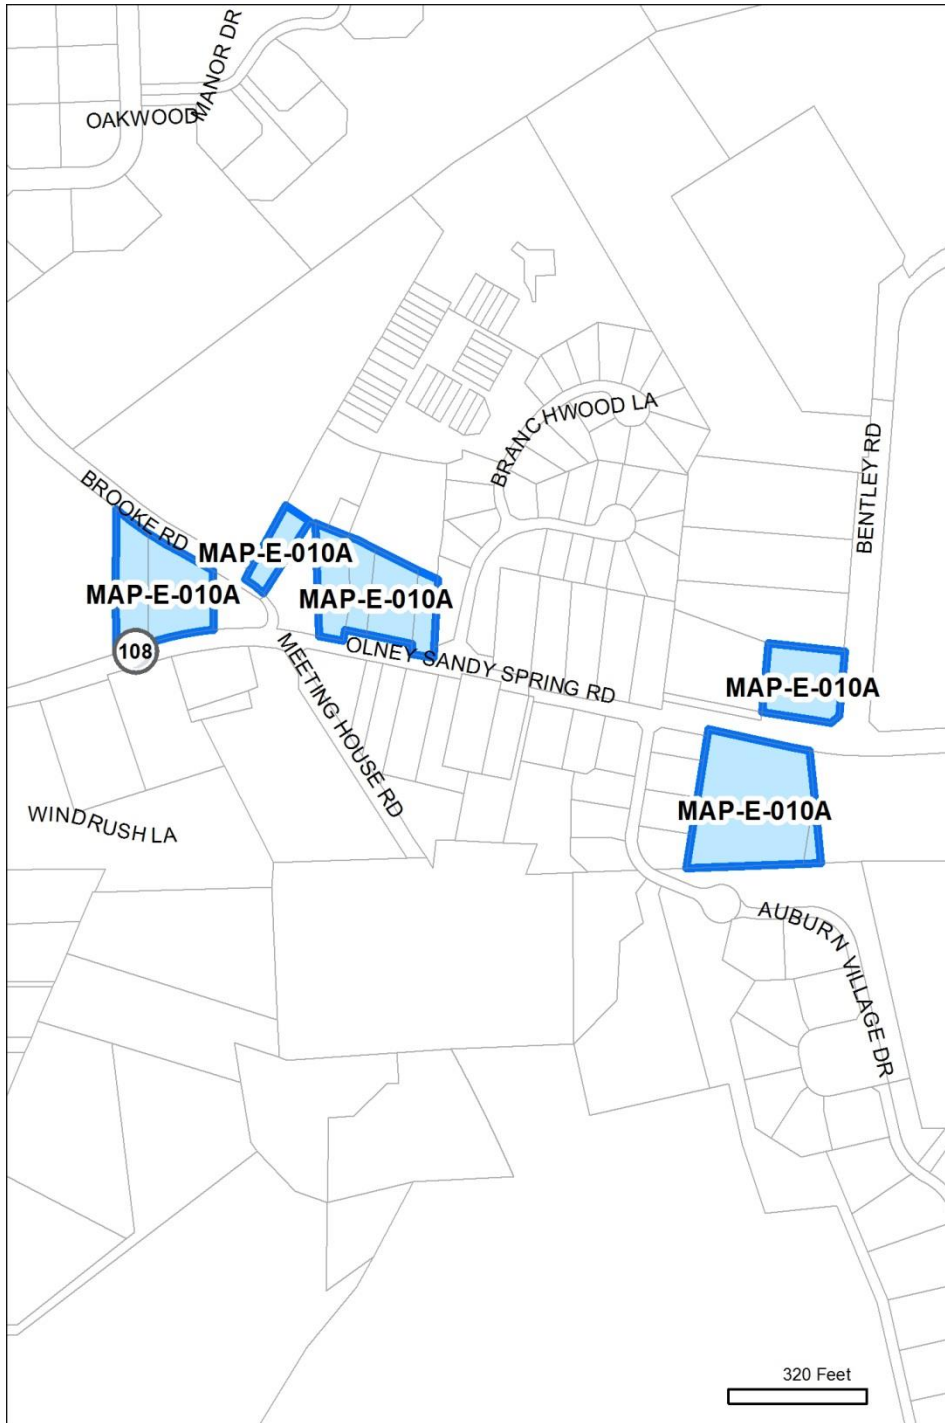 MANOR DR
OAKWOOD
BRANCHWOOD LA
BENTLEY RD
BROOKE RD
MAP-E-010A
MAP-E-010A
MAP-E-010A
108
OLNEY SANDY SPRING RD
MEETING HOUSE RD
MAP-E-010A
MAP-E-010A
WINDRUSH LA
AUBURN VILLAGE DR
320 Feet